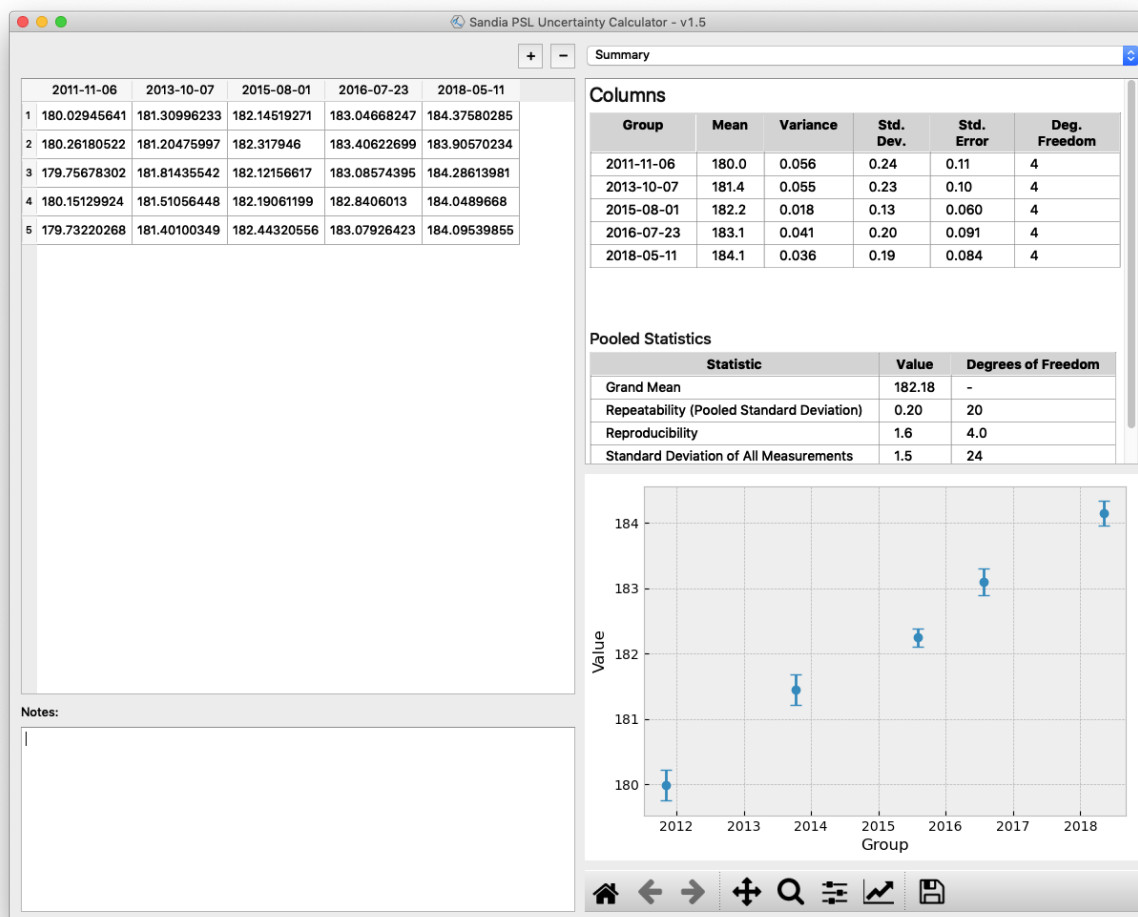 Sandia PSL Uncertainty Calculator - v1.5
+ −
Summary
2011-11-06 2013-10-07 2015-08-01 2016-07-23 2018-05-11
1 180.02945641 181.30996233 182.14519271 183.04668247 184.37580285
2 180.26180522 181.20475997 182.317946 183.40622699 183.90570234
3 179.75678302 181.81435542 182.12156617 183.08574395 184.28613981
4 180.15129924 181.51056448 182.19061199 182.8406013 184.0489668
5 179.73220268 181.40100349 182.44320556 183.07926423 184.09539855
Notes:
Columns
Group Mean Variance Std. Dev. Std. Error Deg. Freedom
2011-11-06 180.0 0.056 0.24 0.11 4
2013-10-07 181.4 0.055 0.23 0.10 4
2015-08-01 182.2 0.018 0.13 0.060 4
2016-07-23 183.1 0.041 0.20 0.091 4
2018-05-11 184.1 0.036 0.19 0.084 4
Pooled Statistics
Statistic Value Degrees of Freedom
Grand Mean 182.18 -
Repeatability (Pooled Standard Deviation) 0.20 20
Reproducibility 1.6 4.0
Standard Deviation of All Measurements 1.5 24
184
183
182
181
180
Value
2012 2013 2014 2015 2016 2017 2018
Group